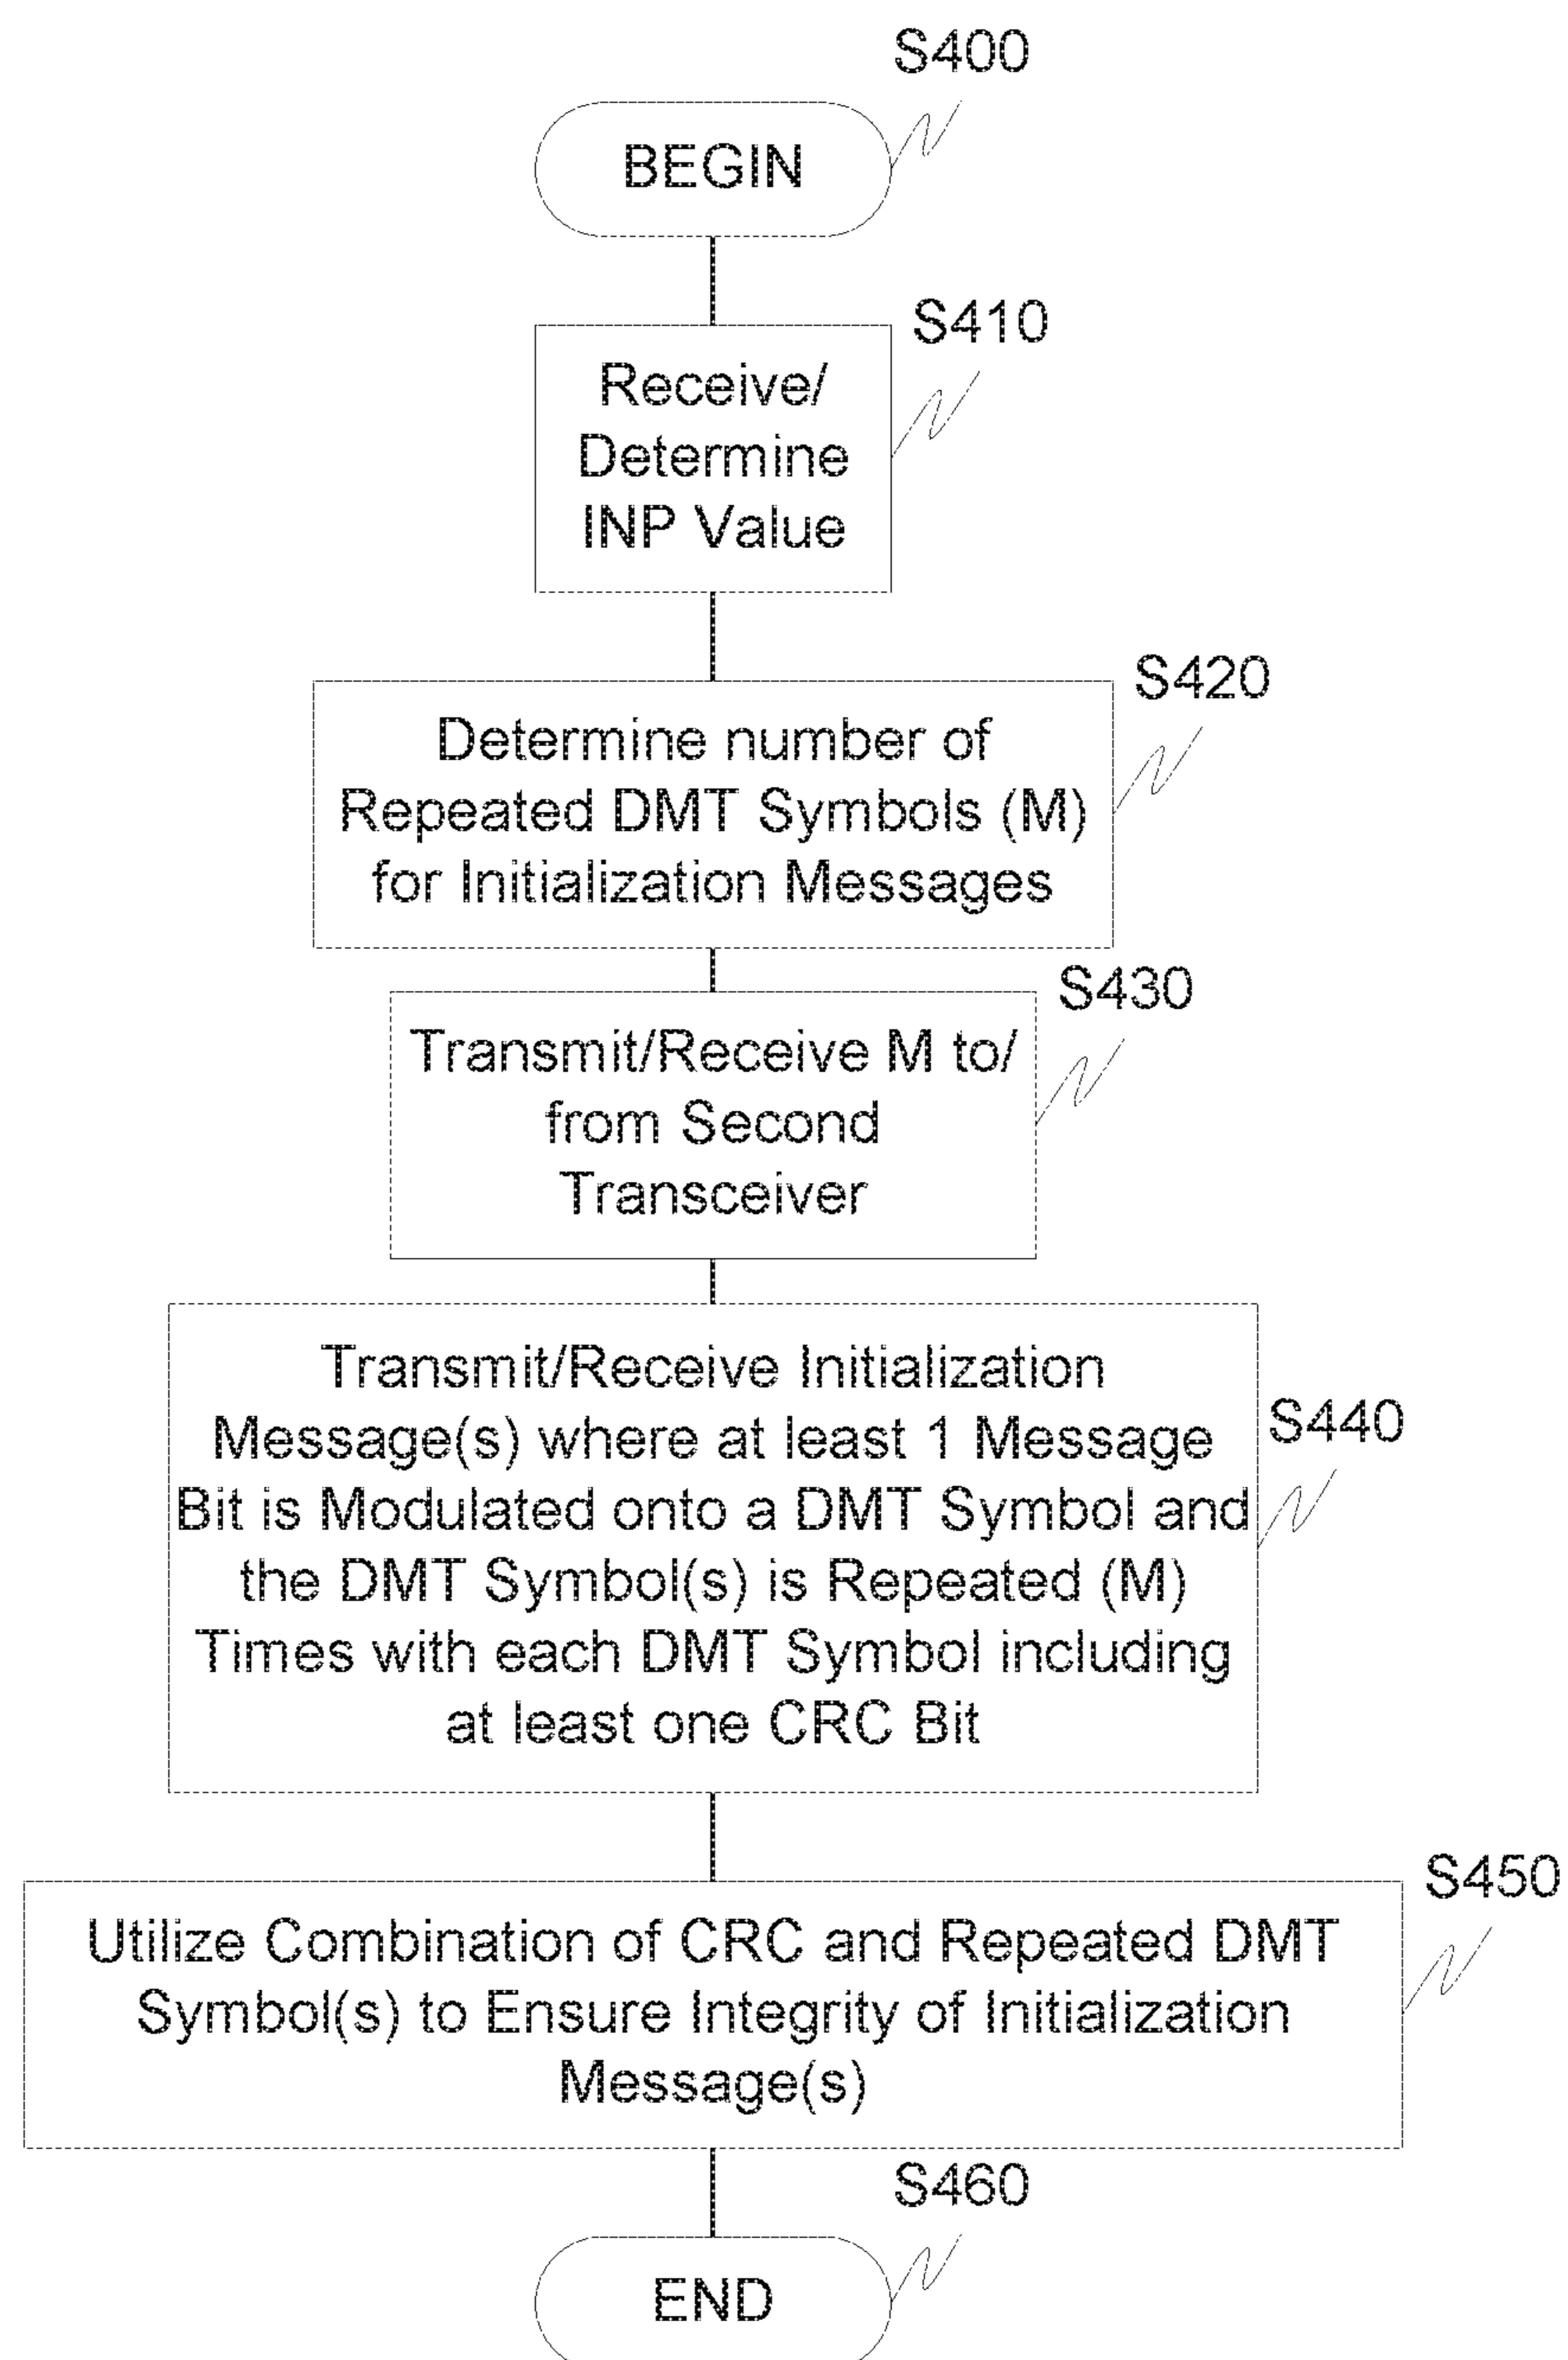 S400
BEGIN
S410
Receive/
Determine
INP Value
S420
Determine number of
Repeated DMT Symbols (M)
for Initialization Messages
S430
Transmit/Receive M to/
from Second
Transceiver
Transmit/Receive Initialization
Message(s) where at least 1 Message
Bit is Modulated onto a DMT Symbol and
the DMT Symbol(s) is Repeated (M)
Times with each DMT Symbol including
at least one CRC Bit
S440
S450
Utilize Combination of CRC and Repeated DMT
Symbol(s) to Ensure Integrity of Initialization
Message(s)
S460
END